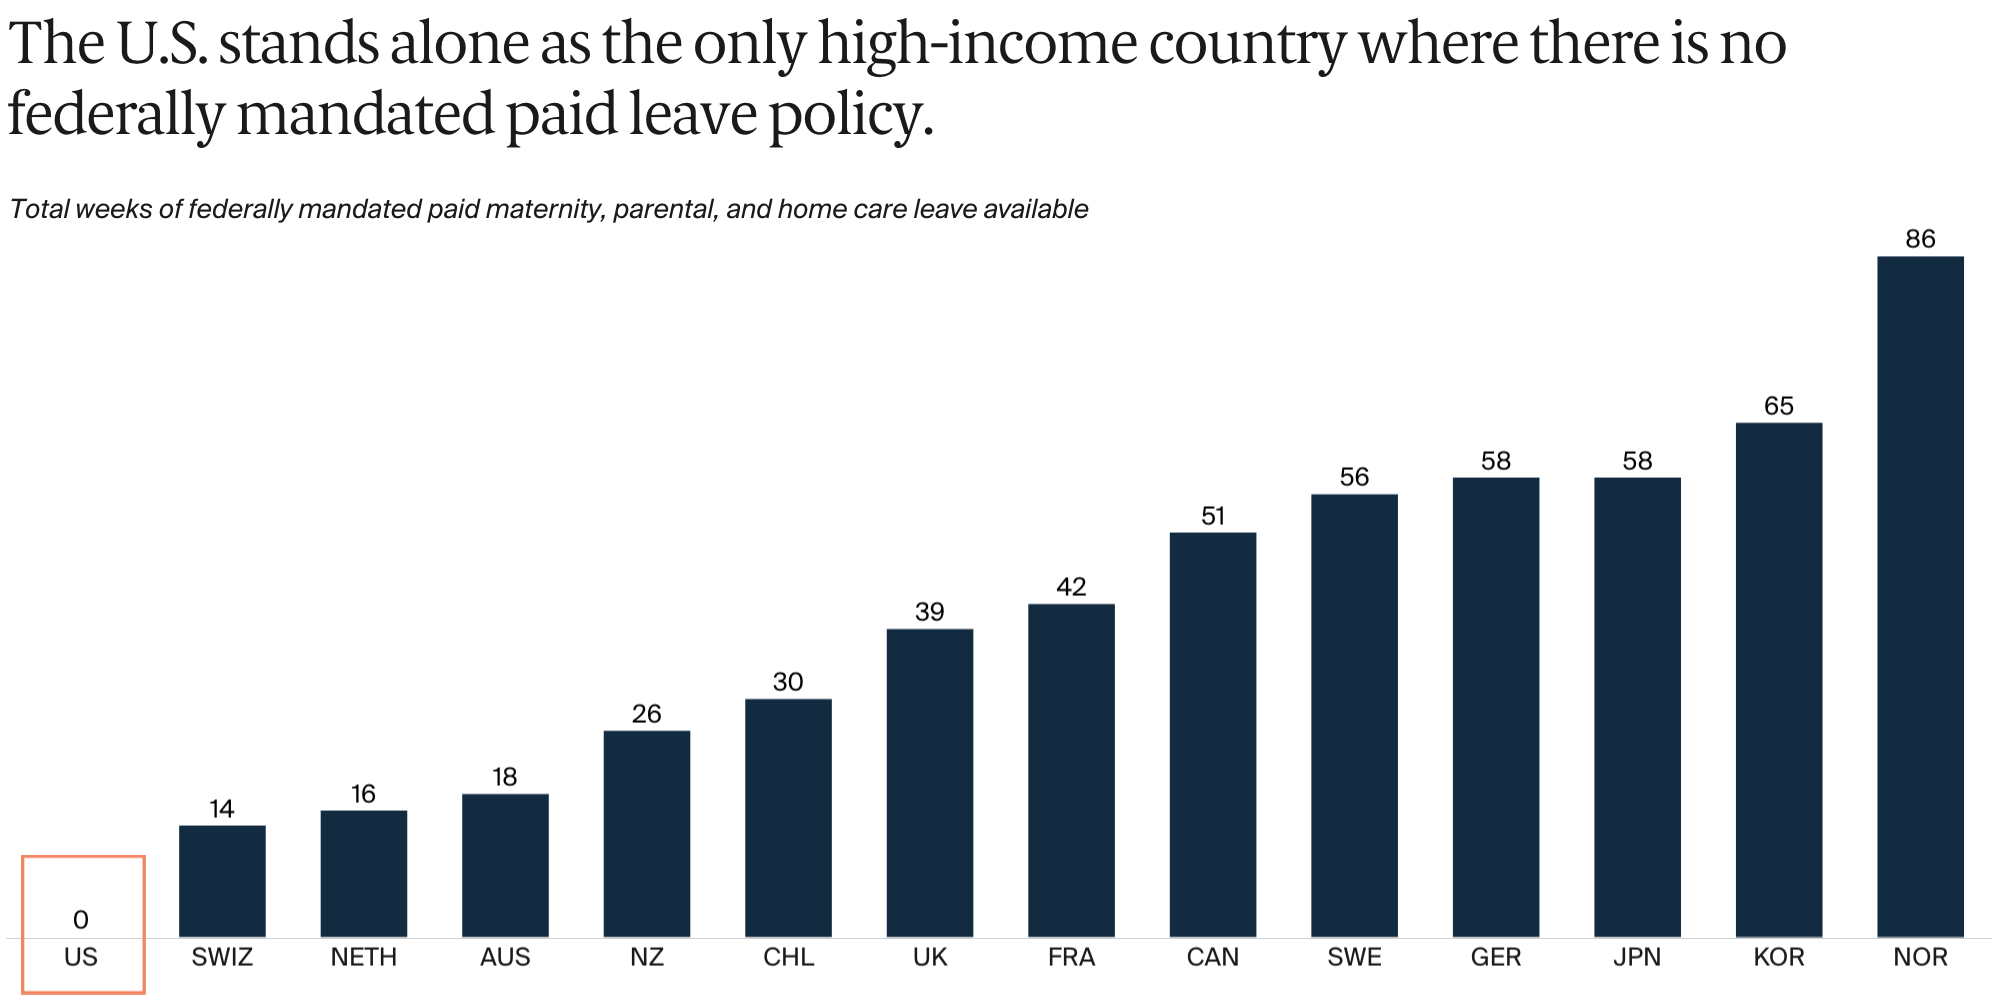 The U.S. stands alone as the only high-income country where there is no
federally mandated paid leave policy.
Total weeks of federally mandated paid maternity, parental, and home care leave available
0
14
16
18
26
30
39
42
51
56
58
58
65
86
US
SWIZ
NETH
AUS
NZ
CHL
UK
FRA
CAN
SWE
GER
JPN
KOR
NOR